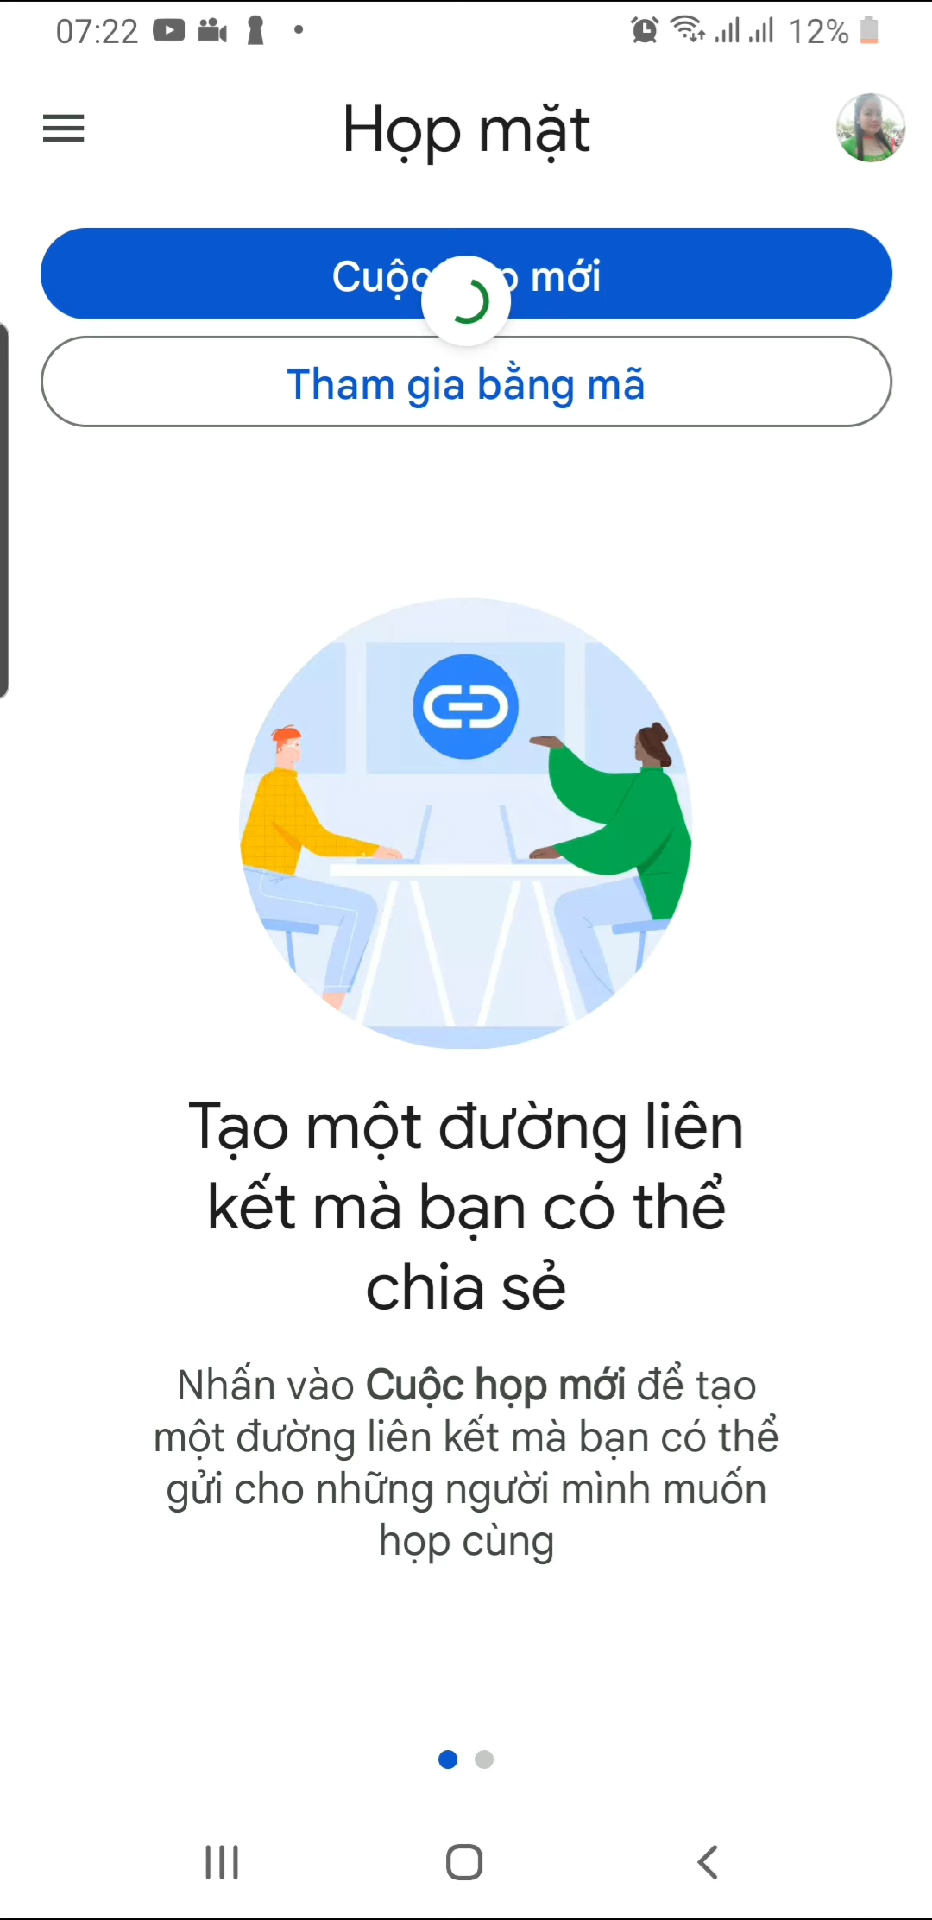 07:22
12%
Họp mặt
Cuộc mới
Tham gia bằng mã
Tạo một đường liên
kết mà bạn có thể
chia sẻ
Nhấn vào Cuộc họp mới để tạo
một đường liên kết mà bạn có thể
gửi cho những người mình muốn
họp cùng